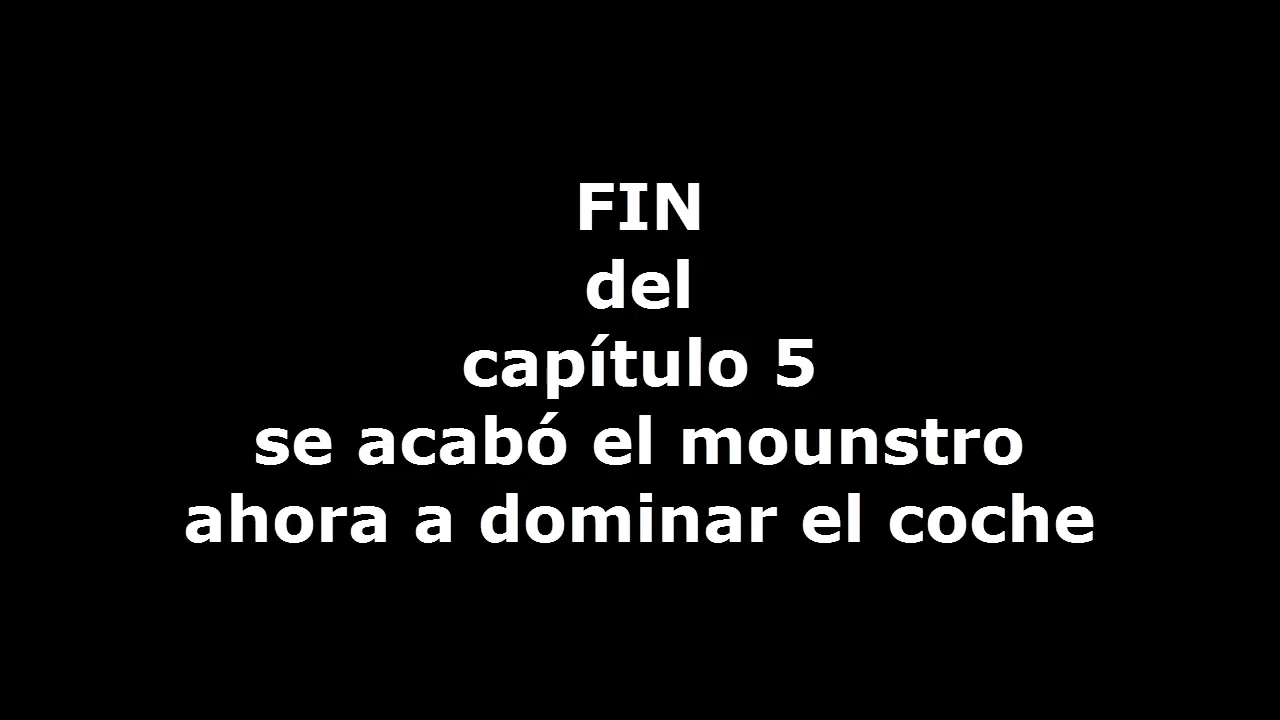 FIN
del
capítulo 5
se acabó el mounstro
ahora a dominar el coche